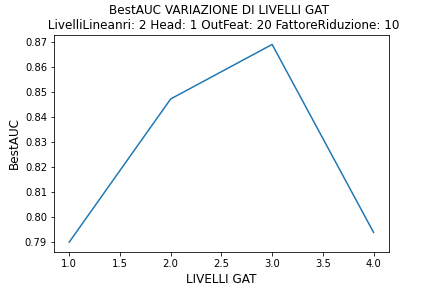 BestAUC VARIAZIONE DI LIVELLI GAT
LivelliLineanri: 2 Head: 1 OutFeat: 20 FattoreRiduzione: 10
0.87
0.86
0.85
0.84
0.83
0.82
0.81
0.80
0.79
BestAUC
1.0 1.5 2.0 2.5 3.0 3.5 4.0
LIVELLI GAT